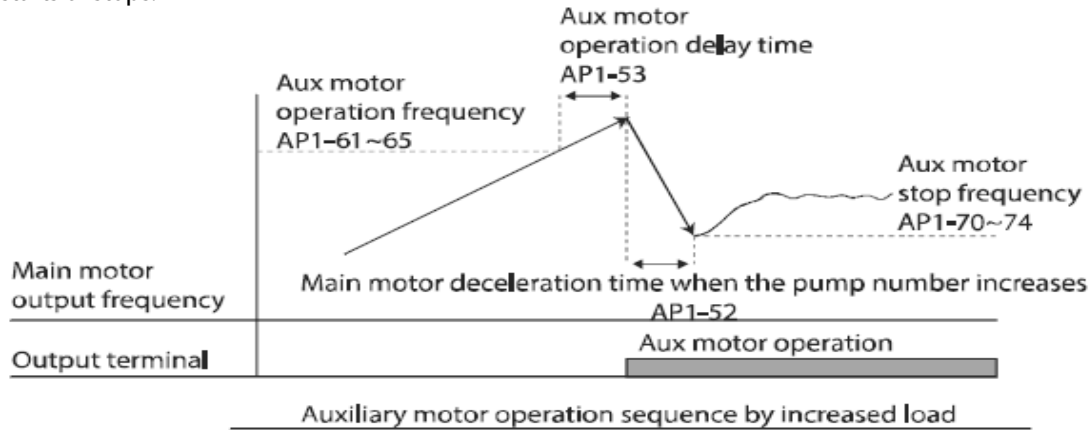 Aux motor
operation delay time
AP1-53
Aux motor
operation frequency
AP1-61~65
Aux motor
stop frequency
AP1-70~74
Main motor
output frequency
Main motor deceleration time when the pump number increases
AP1-52
Output terminal
Aux motor operation
Auxiliary motor operation sequence by increased load